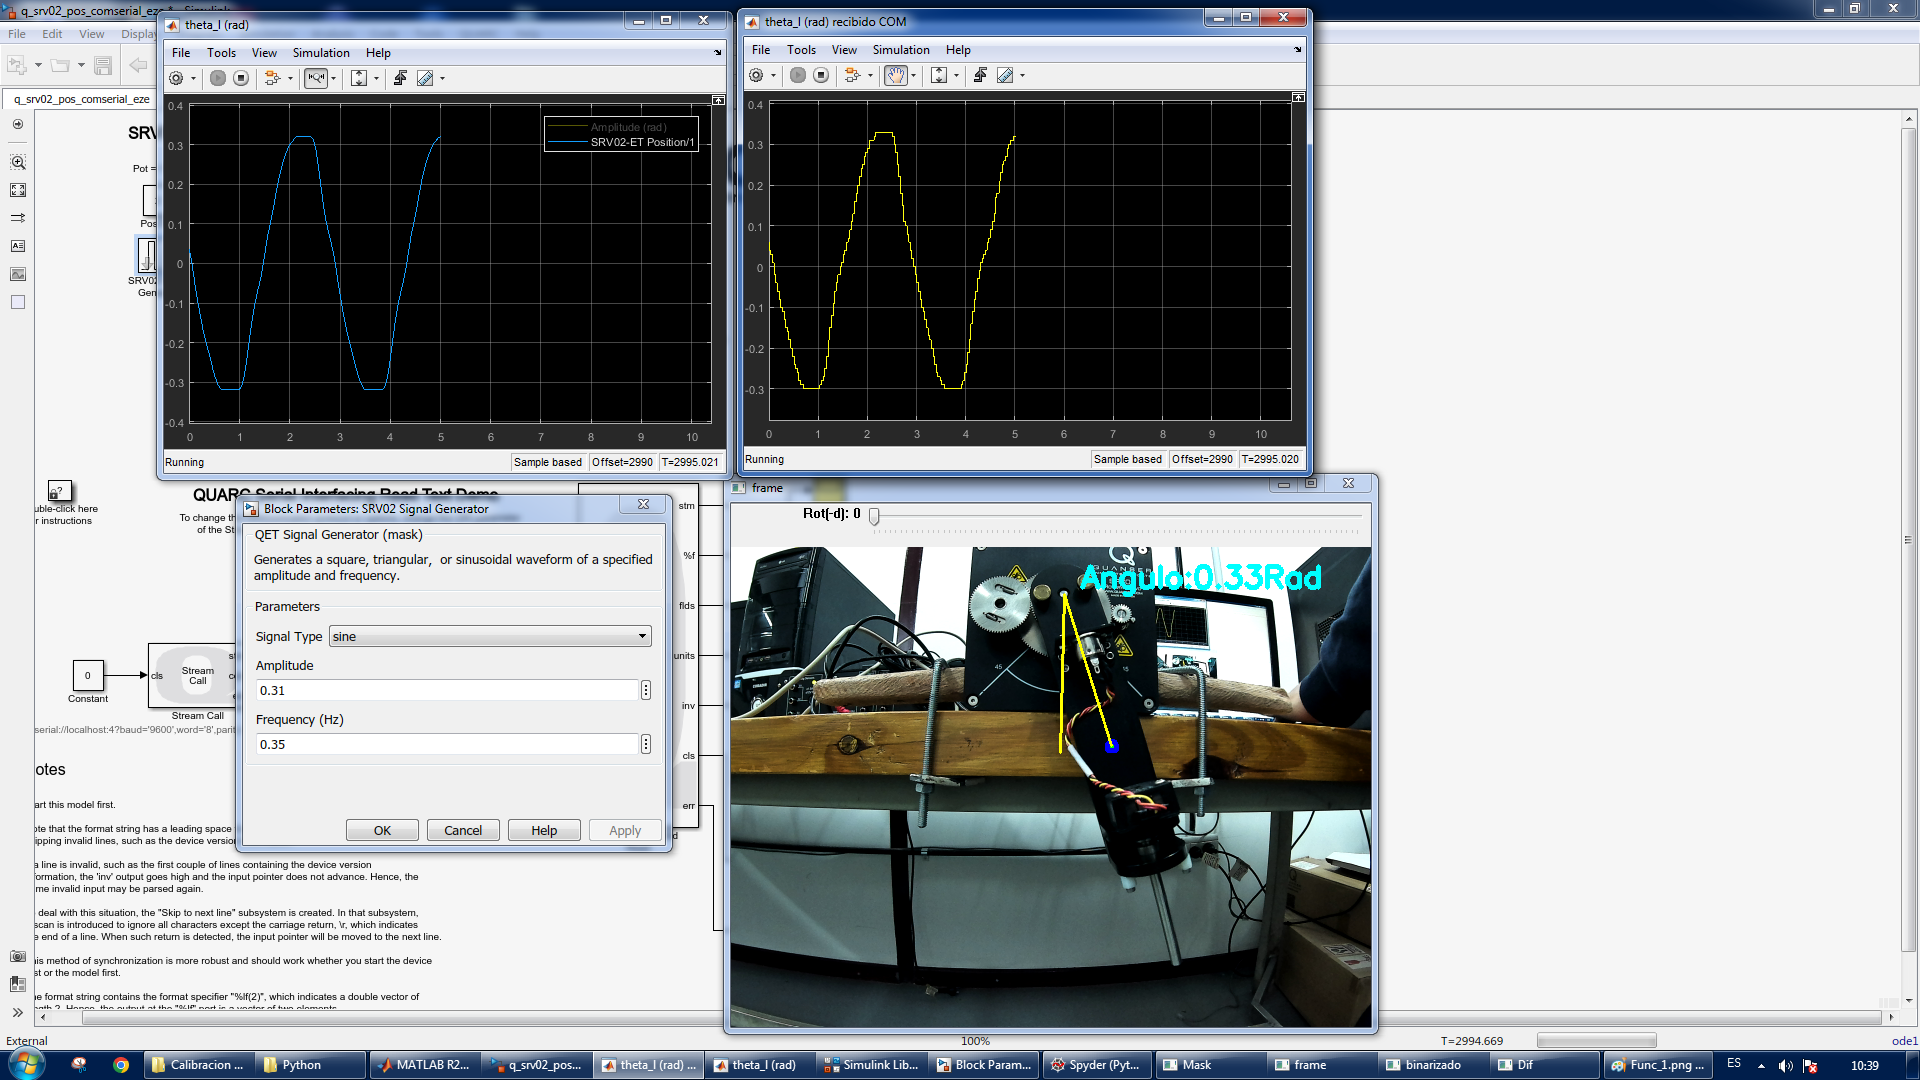 q_srv02_pos_comserial_eze
File Edit View Display
q_srv02_pos_comserial_eze
SRV
Pot =
Pos
SRV02
Gen
theta_l (rad)
File Tools View Simulation Help
Amplitude (rad)
SRV02-ET Position/1
0.4
0.3
0.2
0.1
0
-0.1
-0.2
-0.3
-0.4
0 1 2 3 4 5 6 7 8 9 10
Running Sample based Offset=2990 T=2995.021
theta_l (rad) recibido COM
File Tools View Simulation Help
0.4
0.3
0.2
0.1
0
-0.1
-0.2
-0.3
0 1 2 3 4 5 6 7 8 9 10
Running Sample based Offset=2990 T=2995.020
?
uble-click here
r instructions
QUARC Serial Interfacing Read Text Demo
To change th
of the St
Block Parameters: SRV02 Signal Generator
QET Signal Generator (mask)
Generates a square, triangular, or sinusoidal waveform of a specified
amplitude and frequency.
Parameters
Signal Type sine
Amplitude
0.31
Frequency (Hz)
0.35
OK Cancel Help Apply
stm
%f
flds
units
inv
cls
err
d
0
Constant
cls
Stream
Call
st
co
e
Stream Call
serial://localhost:4?baud='9600',word='8',parit
otes
art this model first.
ote that the format string has a leading space
ipping invalid lines, such as the device version
a line is invalid, such as the first couple of lines containing the device version
formation, the 'inv' output goes high and the input pointer does not advance. Hence, the
me invalid input may be parsed again.
deal with this situation, the "Skip to next line" subsystem is created. In that subsystem,
scan is introduced to ignore all characters except the carriage return, \r, which indicates
e end of a line. When such return is detected, the input pointer will be moved to the next line.
is method of synchronization is more robust and should work whether you start the device
st or the model first.
e format string contains the format specifier "%lf(2)", which indicates a double vector of
frame
Rot(-d): 0
QUANSER
Angulo:0.33Rad
45
15
External 100% T=2994.669 ode1
Calibracion ... Python MATLAB R2... q_srv02_pos... theta_l (rad) ... theta_l (rad) Simulink Lib... Block Param... Spyder (Pyt... Mask frame binarizado Dif Func_1.png ... ES 10:39